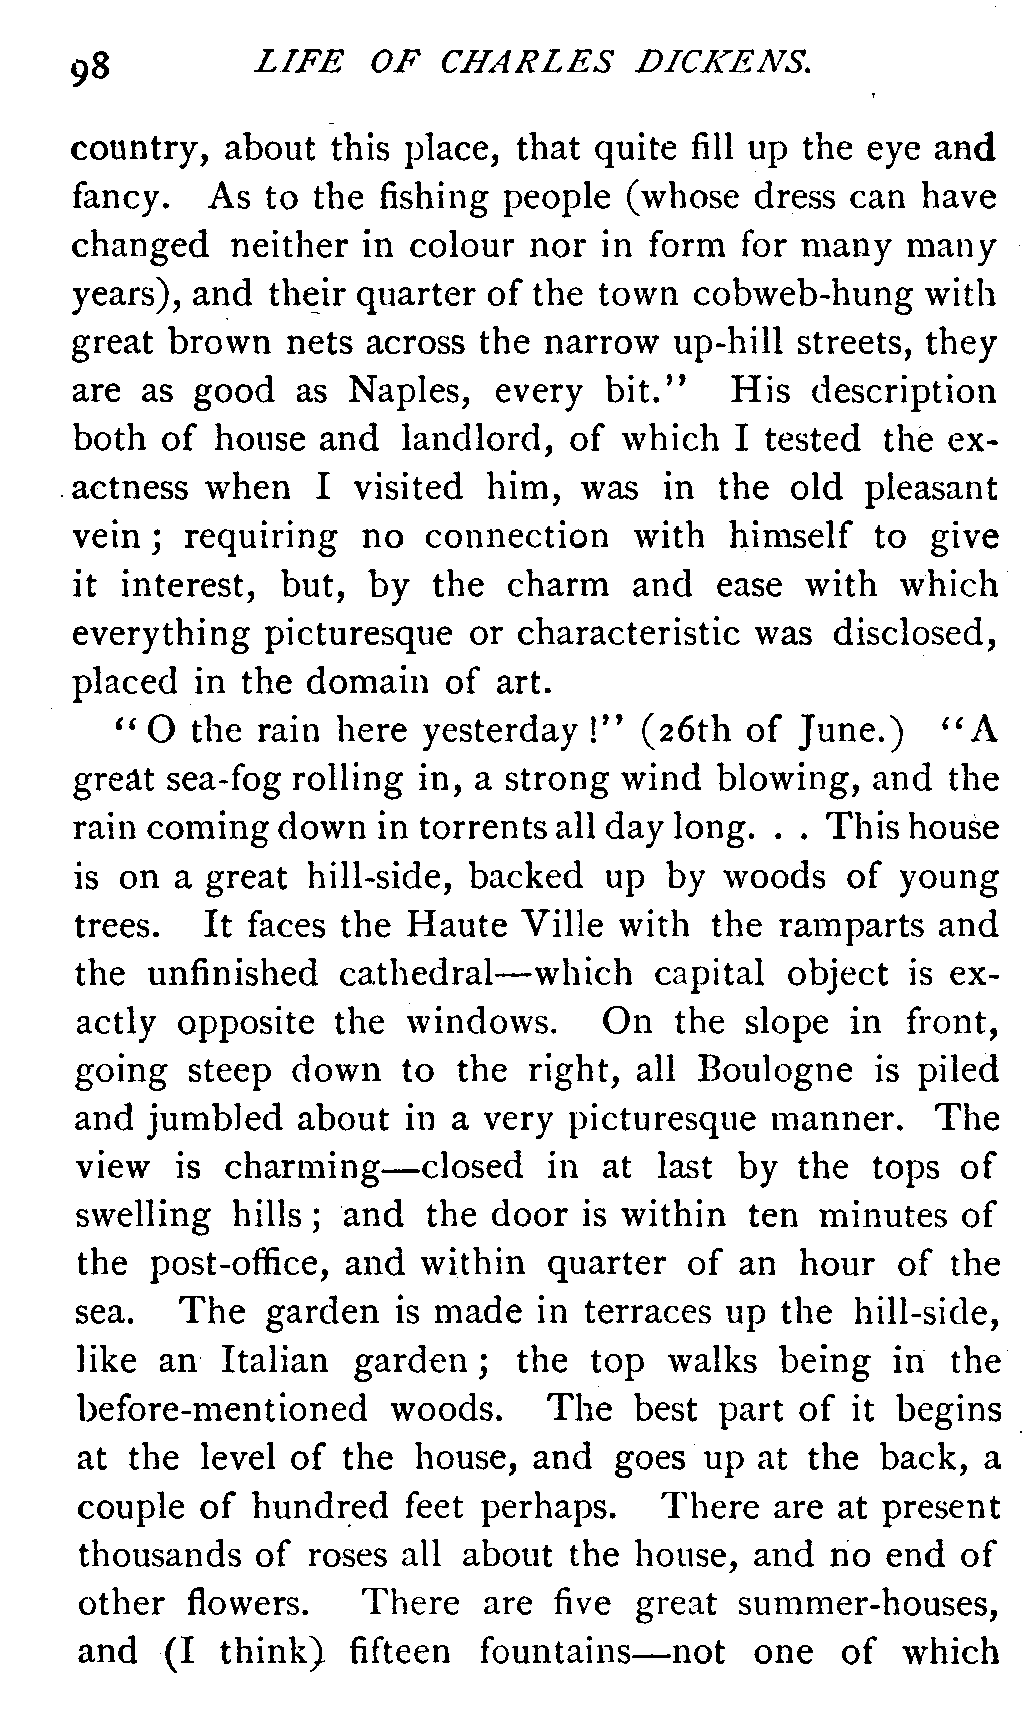 98 LIFE OF CHARLES DICKENS.
country, about this place, that quite fill up the eye and
fancy. As to the fishing people (whose dress can have
changed neither in colour nor in form for many many
years), and their quarter of the town cobweb-hung with
great brown nets across the narrow up-hill streets, they
are as good as Naples, every bit." His description
both of house and landlord, of which I tested the ex-
actness when I visited him, was in the old pleasant
vein; requiring no connection with himself to give
it interest, but, by the charm and ease with which
everything picturesque or characteristic was disclosed,
placed in the domain of art.
"O the rain here yesterday!" (26th of June.) "A
great sea-fog rolling in, a strong wind blowing, and the
rain coming down in torrents all day long. . . This house
is on a great hill-side, backed up by woods of young
trees. It faces the Haute Ville with the ramparts and
the unfinished cathedral—which capital object is ex-
actly opposite the windows. On the slope in front,
going steep down to the right, all Boulogne is piled
and jumbled about in a very picturesque manner. The
view is charming—closed in at last by the tops of
swelling hills; and the door is within ten minutes of
the post-office, and within quarter of an hour of the
sea. The garden is made in terraces up the hill-side,
like an Italian garden; the top walks being in the
before-mentioned woods. The best part of it begins
at the level of the house, and goes up at the back, a
couple of hundred feet perhaps. There are at present
thousands of roses all about the house, and no end of
other flowers. There are five great summer-houses,
and (I think) fifteen fountains—not one of which